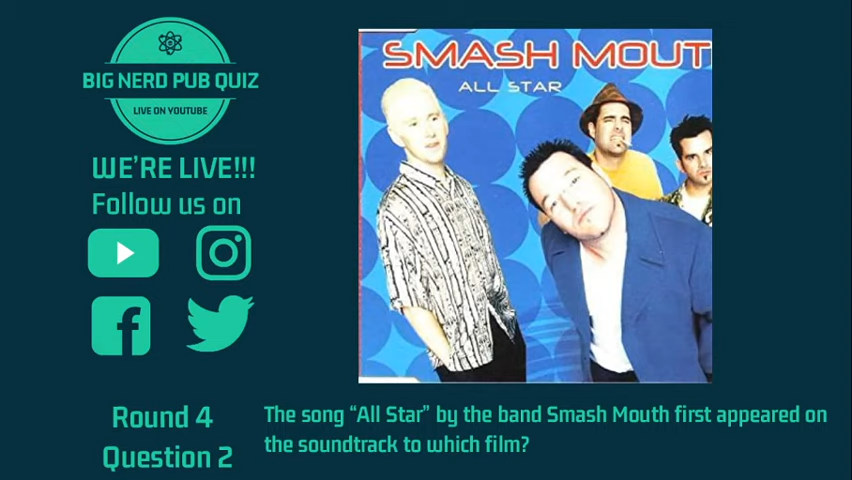 BIG NERD PUB QUIZ
LIVE ON YOUTUBE
WE'RE LIVE!!!
Follow us on
SMASH MOUT
ALL STAR
Round 4
Question 2
The song “All Star” by the band Smash Mouth first appeared on
the soundtrack to which film?